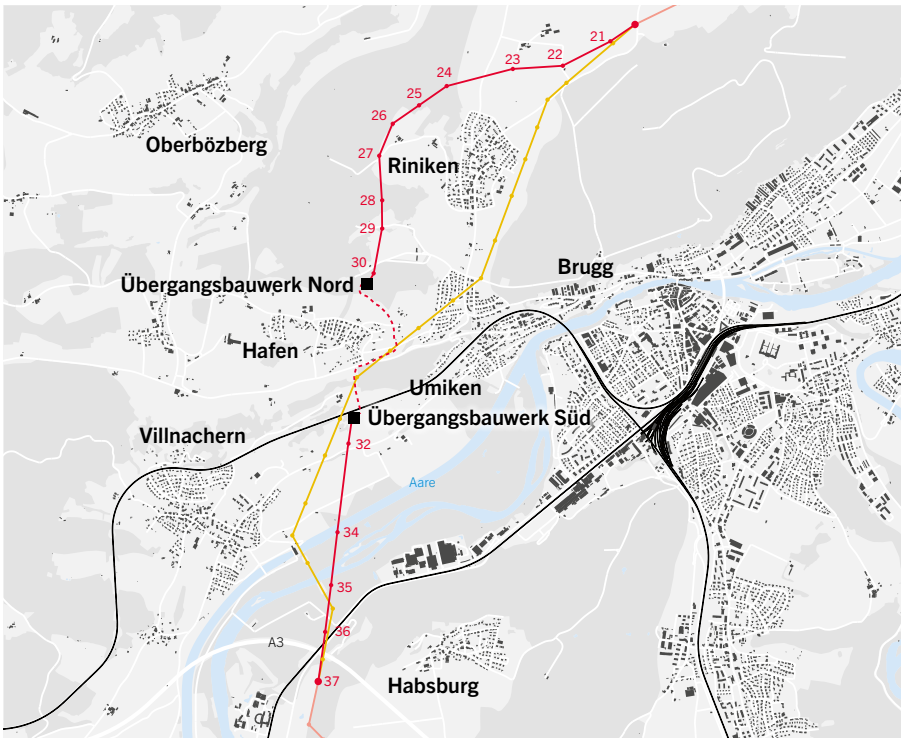 21
22
23
24
25
26
Oberbözberg
27
Riniken
28
29
30
Brugg
Übergangsbauwerk Nord
Hafen
Umiken
Übergangsbauwerk Süd
Villnachern
32
Aare
34
35
36
A3
37
Habsburg